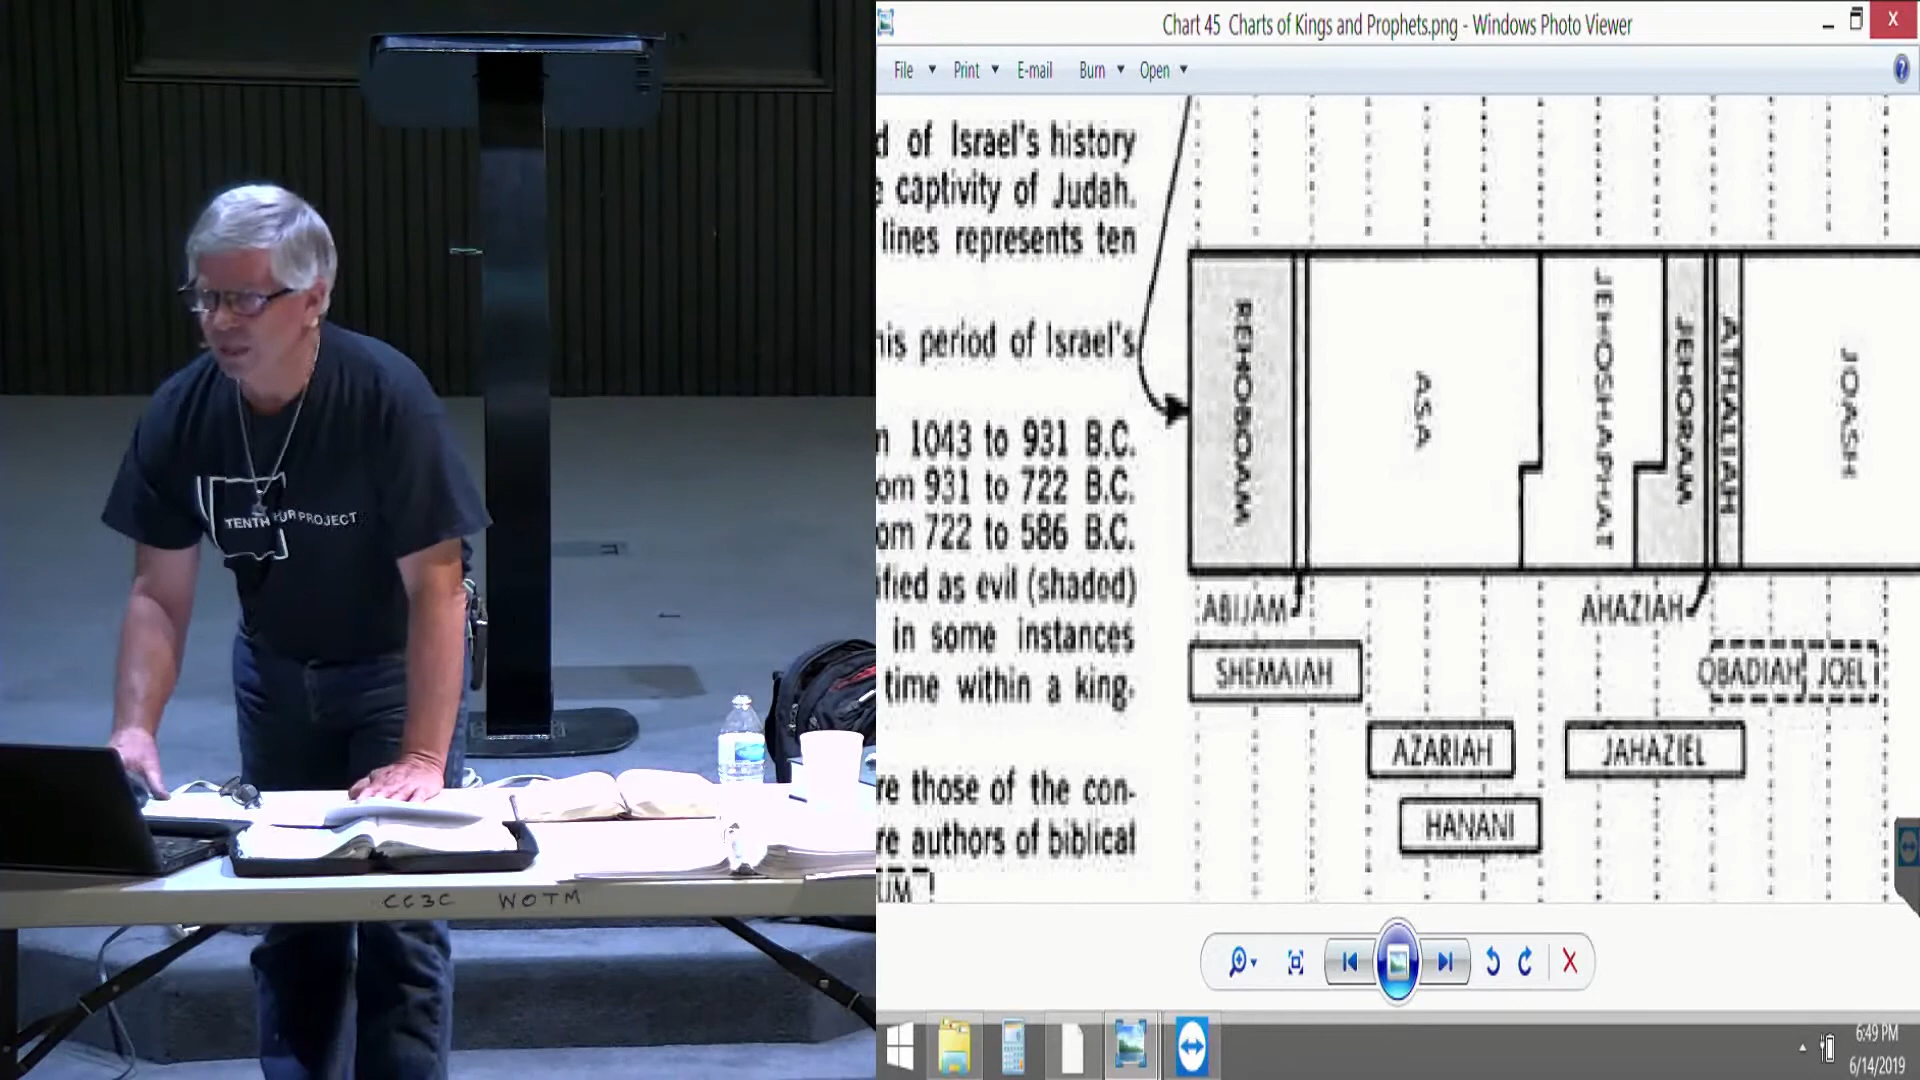 TENTH HOUR PROJECT
CC3C WOTM
Chart 45 Charts of Kings and Prophets.png - Windows Photo Viewer
File Print E-mail Burn Open
d of Israel's history
e captivity of Judah.
lines represents ten
his period of Israel's
n 1043 to 931 B.C.
om 931 to 722 B.C.
om 722 to 586 B.C.
ified as evil (shaded)
in some instances
time within a king-
re those of the con-
re authors of biblical
UM
REHOBOAM
ASA
JEHOSHAPHAT
JEHORAM
ATHALIAH
JOASH
ABIJAM
AHAZIAH
SHEMAIAH
OBADIAH JOEL
AZARIAH
JAHAZIEL
HANANI
6:49 PM
6/14/2019